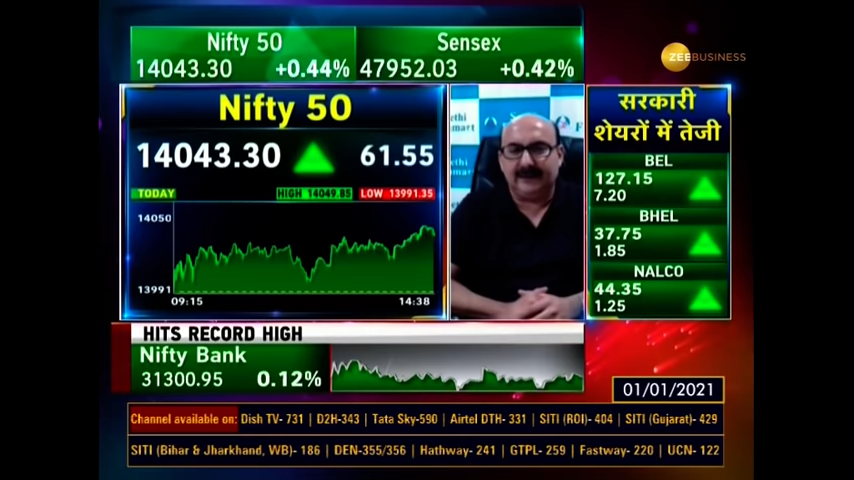 Nifty 50
14043.30 +0.44%
Sensex
47952.03 +0.42%
ZEEBUSINESS
Nifty 50
14043.30 61.55
TODAY HIGH 14049.85 LOW 13991.35
14050
13991
09:15 14:38
सरकारी
शेयरों में तेजी
BEL
127.15
7.20
BHEL
37.75
1.85
NALCO
44.35
1.25
HITS RECORD HIGH
Nifty Bank
31300.95 0.12%
01/01/2021
Channel available on: Dish TV- 731 | D2H-343 | Tata Sky-590 | Airtel DTH- 331 | SITI (ROI)- 404 | SITI (Gujarat)- 429
SITI (Bihar & Jharkhand, WB)- 186 | DEN-355/356 | Hathway- 241 | GTPL- 259 | Fastway- 220 | UCN- 122